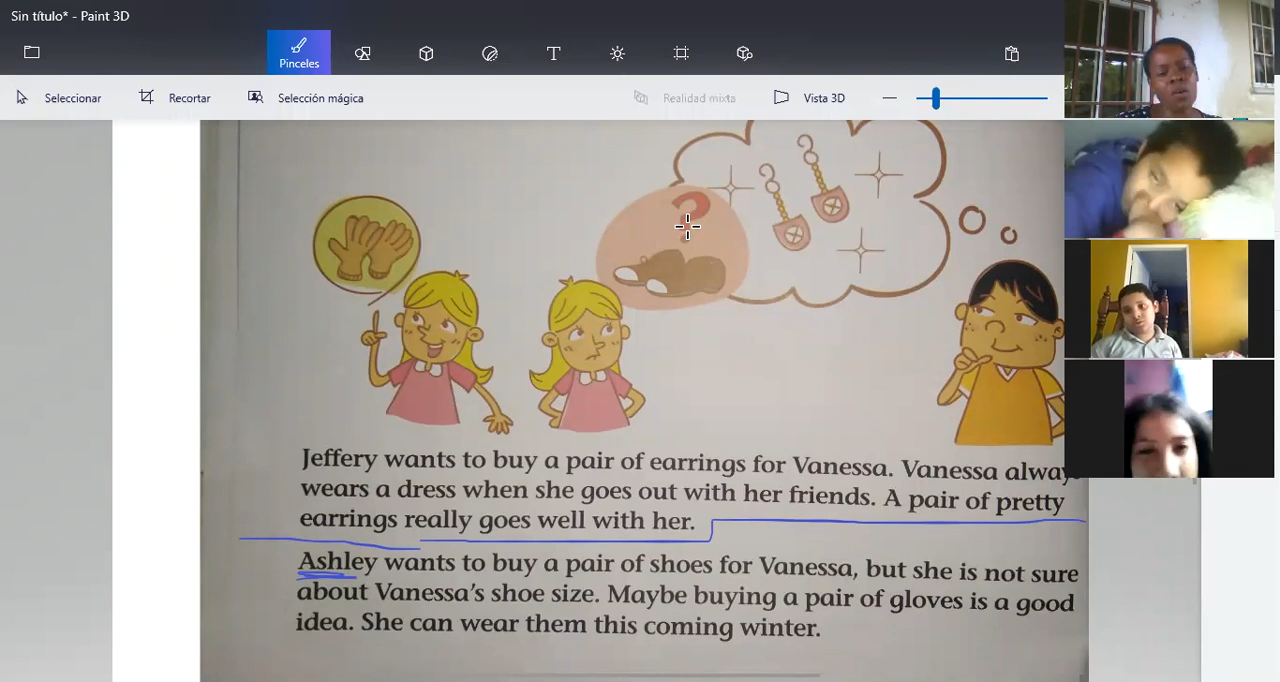 Sin título* - Paint 3D
Pinceles
Seleccionar
Recortar
Selección mágica
Realidad mixta
Vista 3D
?
Jeffery wants to buy a pair of earrings for Vanessa. Vanessa alway
wears a dress when she goes out with her friends. A pair of pretty
earrings really goes well with her.
Ashley wants to buy a pair of shoes for Vanessa, but she is not sure
about Vanessa's shoe size. Maybe buying a pair of gloves is a good
idea. She can wear them this coming winter.